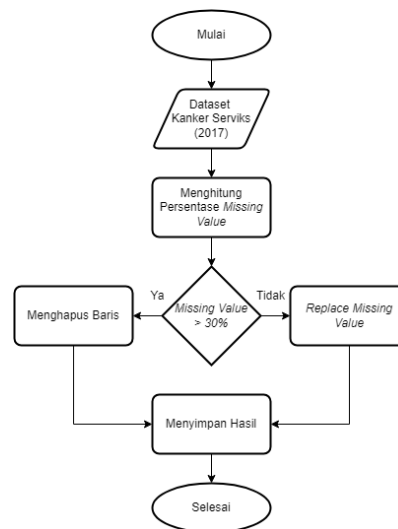 Mulai
Dataset
Kanker Serviks
(2017)
Menghitung
Persentase Missing
Value
Ya
Missing Value
> 30%
Tidak
Menghapus Baris
Replace Missing
Value
Menyimpan Hasil
Selesai